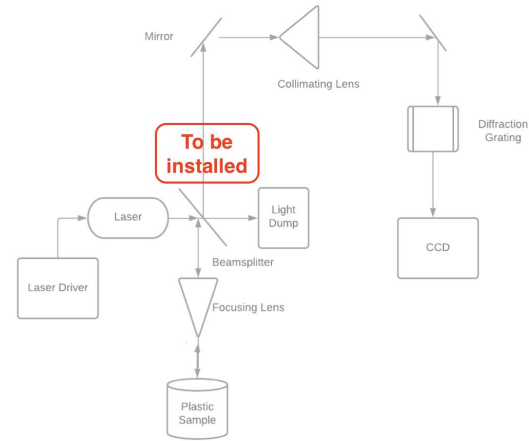 Mirror
Collimating Lens
To be
installed
Diffraction
Grating
Laser
Light
Dump
CCD
Beamsplitter
Laser Driver
Focusing Lens
Plastic
Sample